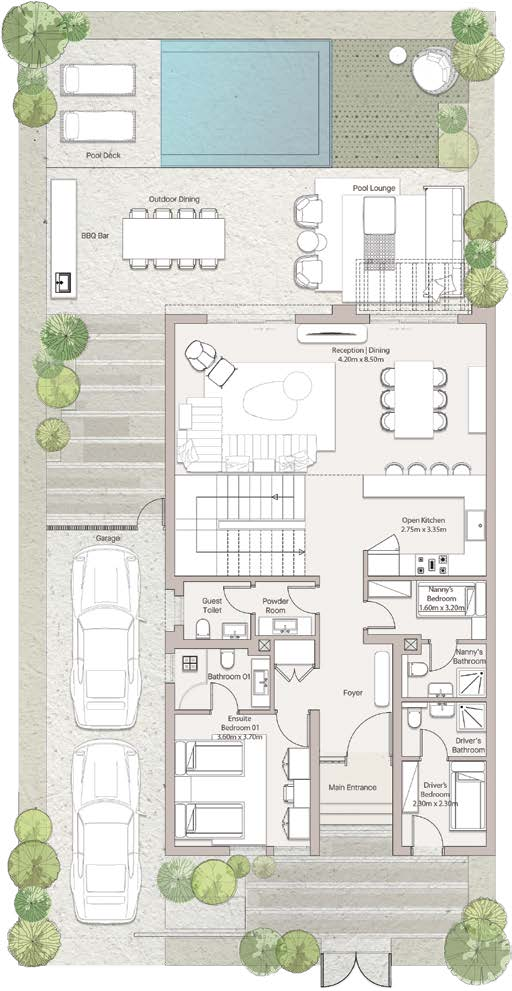 Pool Deck
Pool Lounge
Outdoor Dining
BBQ Bar
Reception | Dining
4.20m x 8.50m
Open Kitchen
2.75m x 3.35m
Garage
Guest
Toilet
Powder
Room
Nanny's
Bedroom
1.60m x 3.20m
Nanny's
Bathroom
Bathroom 01
Foyer
Ensuite
Bedroom 01
3.60m x 3.70m
Driver's
Bathroom
Main Entrance
Driver's
Bedroom
2.30m x 2.30m